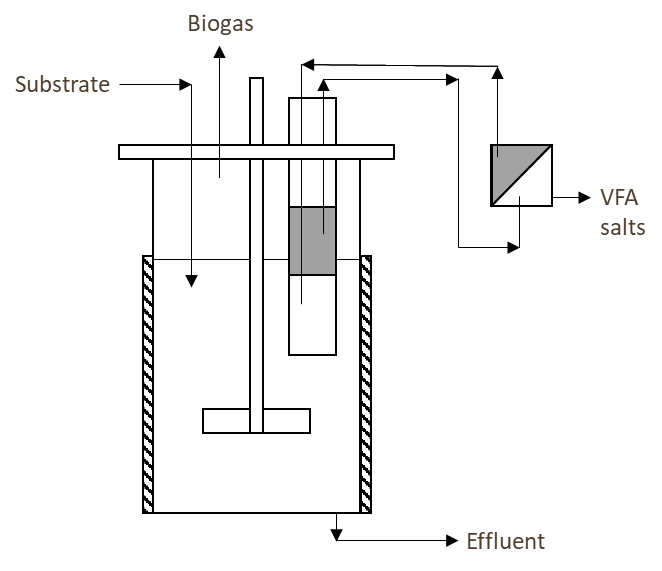 Biogas
Substrate
VFA
salts
Effluent